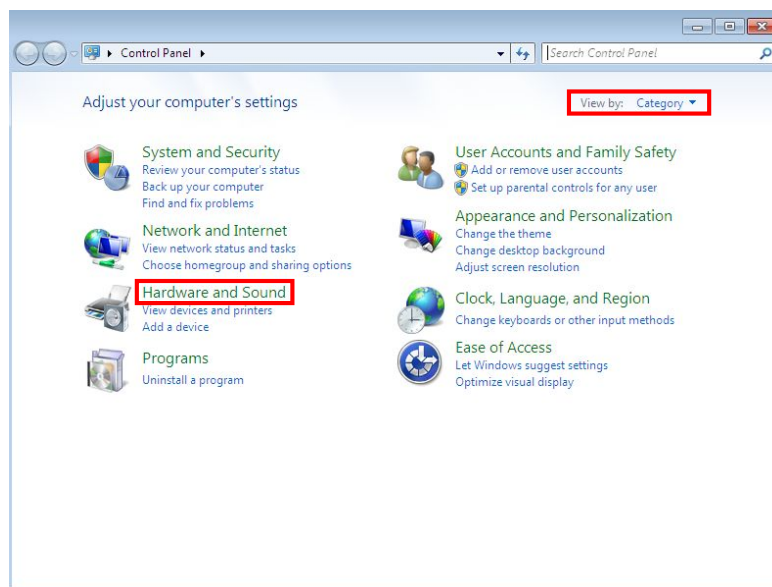 Control Panel
Search Control Panel
Adjust your computer's settings
View by: Category
System and Security
Review your computer's status
Back up your computer
Find and fix problems
Network and Internet
View network status and tasks
Choose homegroup and sharing options
Hardware and Sound
View devices and printers
Add a device
Programs
Uninstall a program
User Accounts and Family Safety
Add or remove user accounts
Set up parental controls for any user
Appearance and Personalization
Change the theme
Change desktop background
Adjust screen resolution
Clock, Language, and Region
Change keyboards or other input methods
Ease of Access
Let Windows suggest settings
Optimize visual display